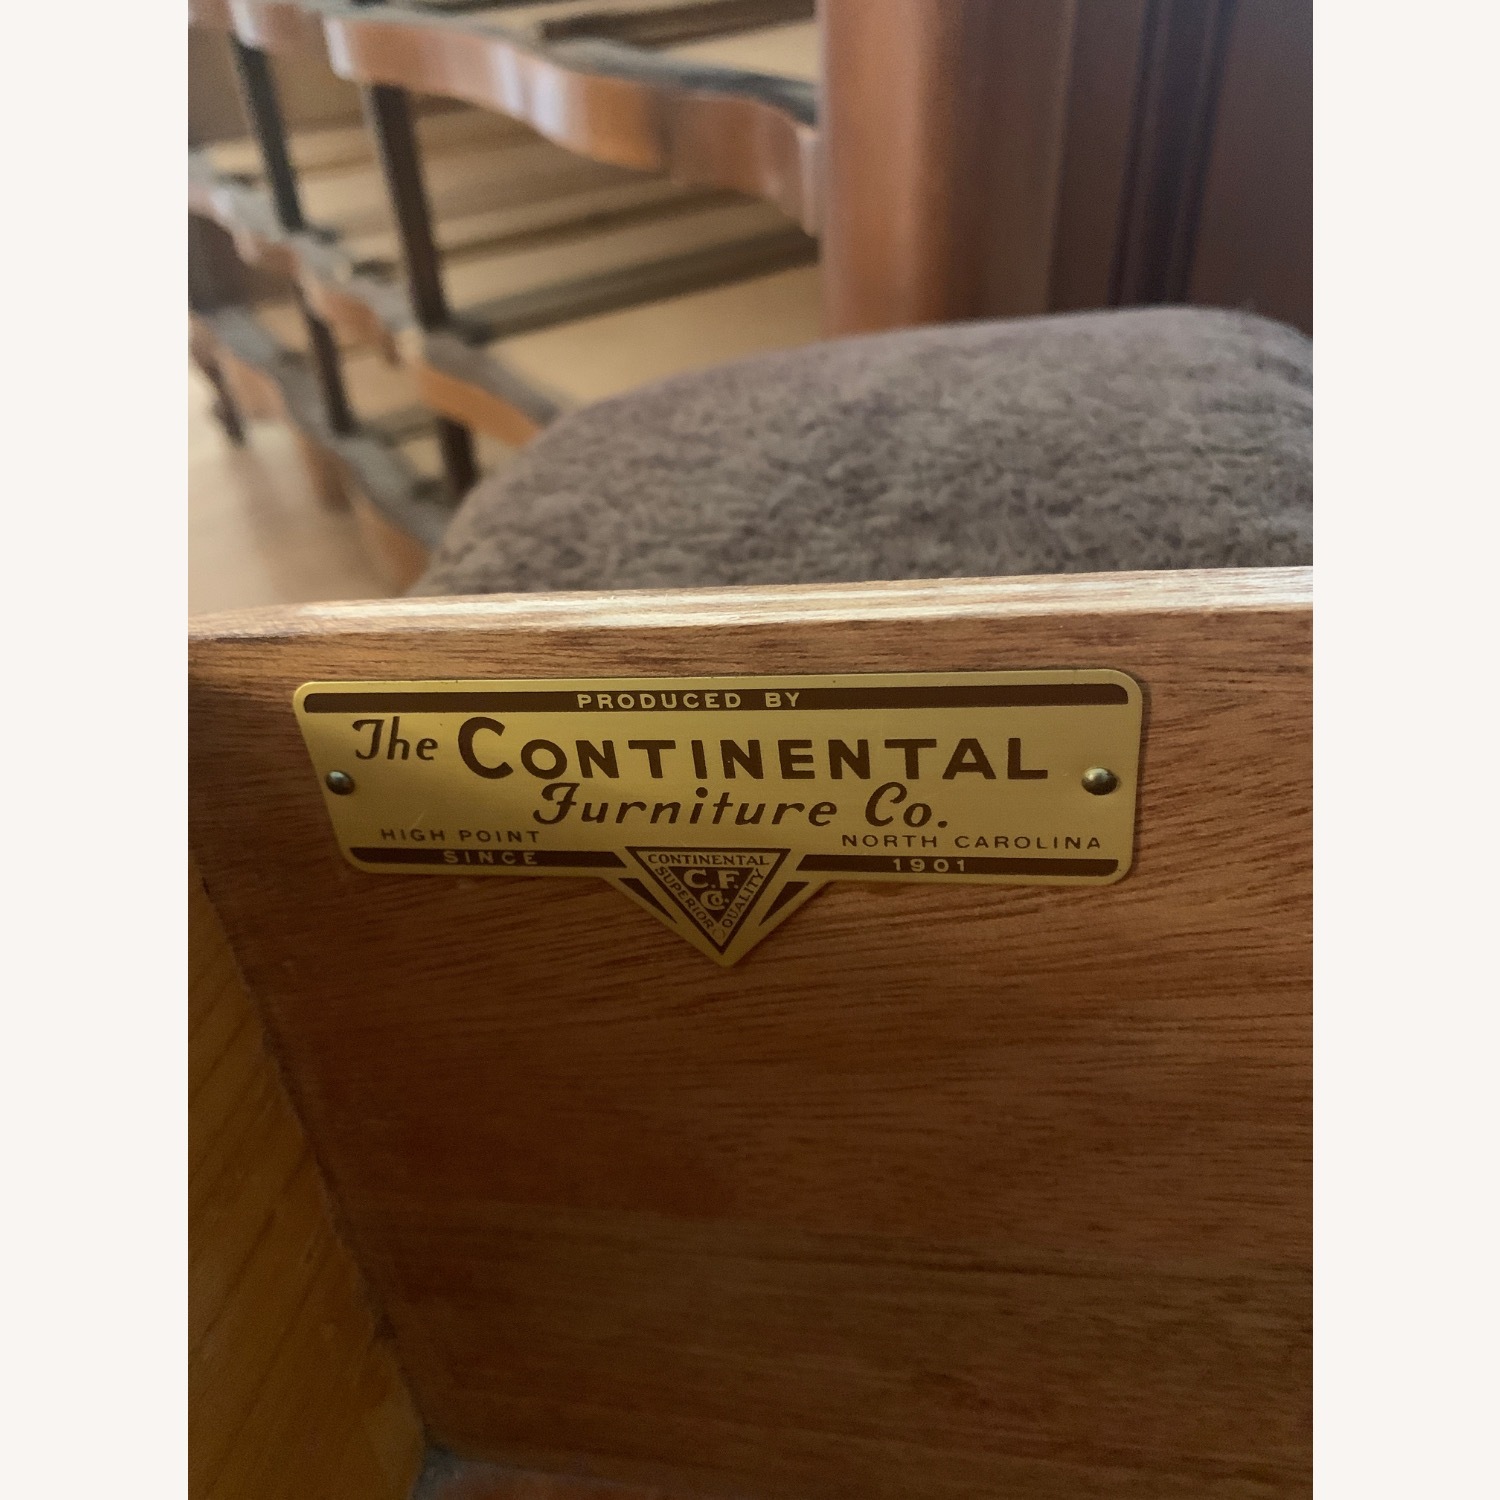 PRODUCED BY
The CONTINENTAL
Furniture Co.
HIGH POINT NORTH CAROLINA
SINCE 1901
CONTINENTAL
C.F.
Co.
SUPERIOR QUALITY